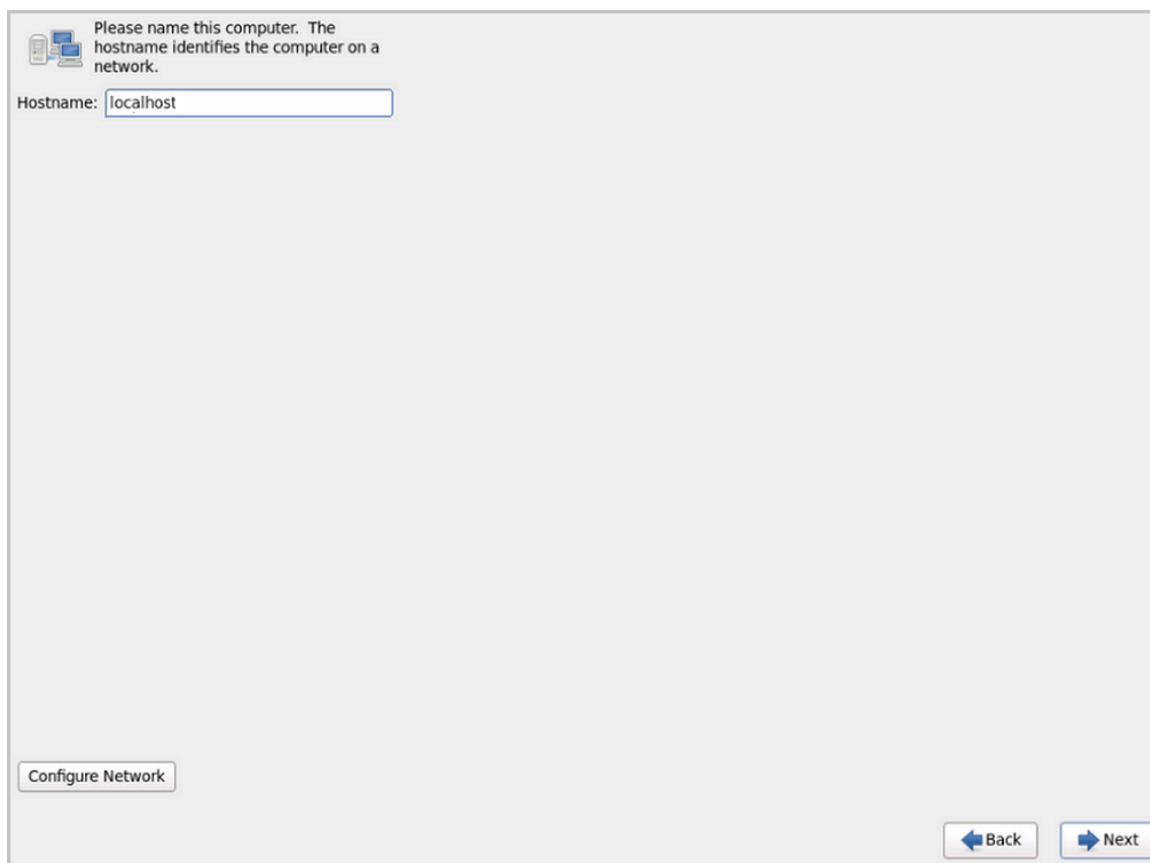 Please name this computer.  The
hostname identifies the computer on a
network.
Hostname: localhost
Configure Network
Back Next